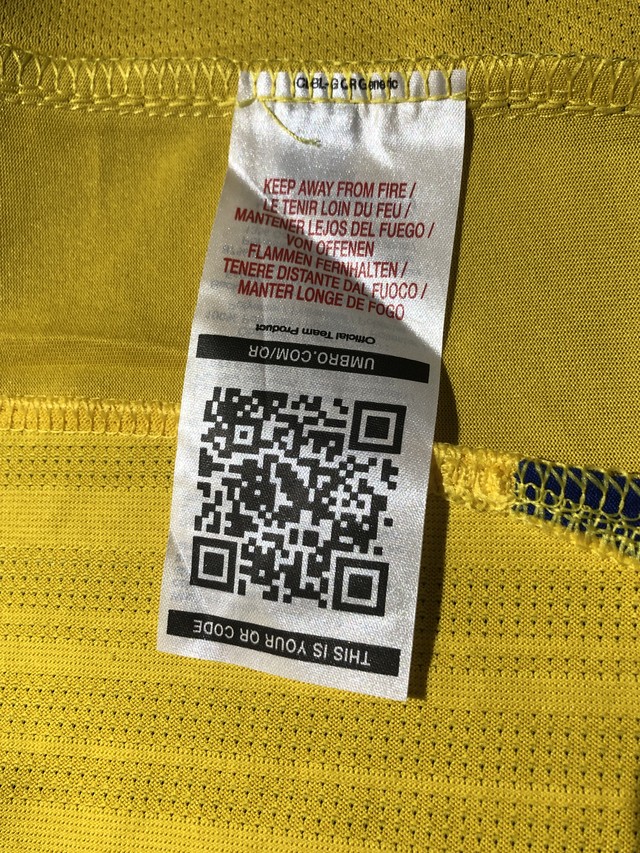 KEEP AWAY FROM FIRE /
LE TENIR LOIN DU FEU /
MANTENER LEJOS DEL FUEGO /
VON OFFENEN
FLAMMEN FERNHALTEN /
TENERE DISTANTE DAL FUOCO /
MANTER LONGE DE FOGO
Official Team Product
UMBRO.COM/QR
THIS IS YOUR QR CODE